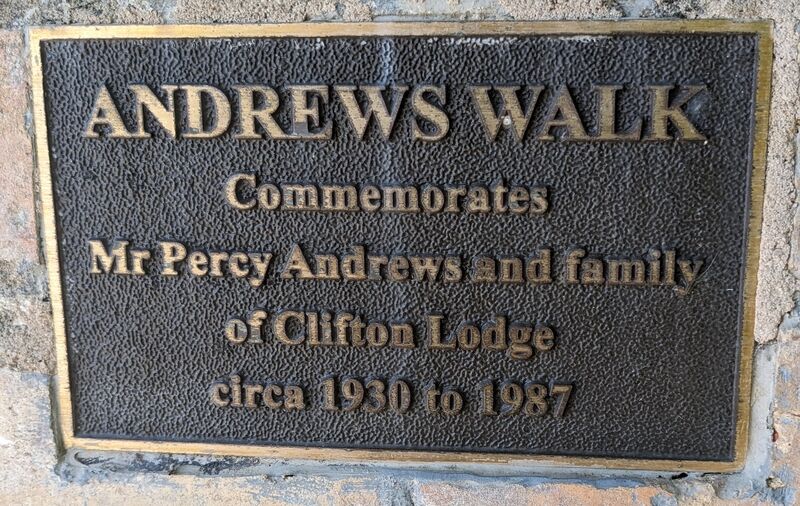 ANDREWS WALK
Commemorates
Mr Percy Andrews and family
of Clifton Lodge
circa 1930 to 1987